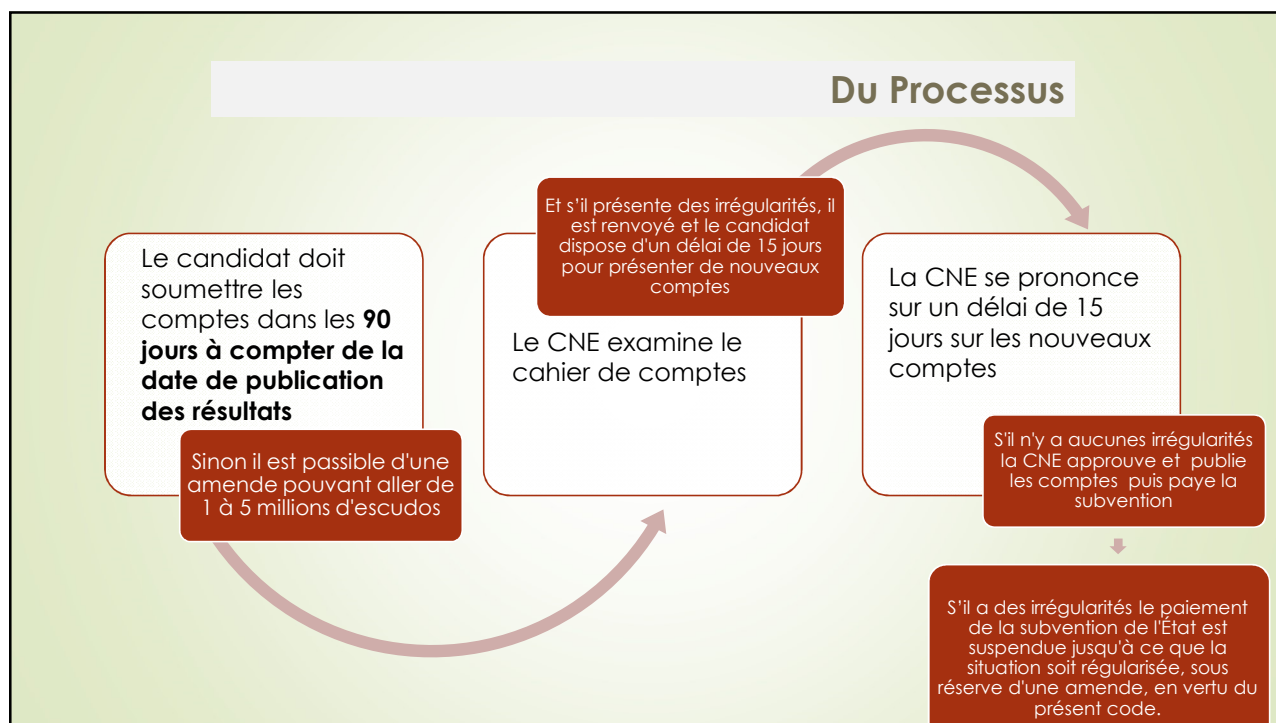 Du Processus
Le candidat doit
soumettre les
comptes dans les 90
jours à compter de la
date de publication
des résultats
Sinon il est passible d'une
amende pouvant aller de
1 à 5 millions d'escudos
Et s'il présente des irrégularités, il
est renvoyé et le candidat
dispose d'un délai de 15 jours
pour présenter de nouveaux
comptes
Le CNE examine le
cahier de comptes
La CNE se prononce
sur un délai de 15
jours sur les nouveaux
comptes
S'il n'y a aucunes irrégularités
la CNE approuve et  publie
les comptes puis paye la
subvention
S'il a des irrégularités le paiement
de la subvention de l'État est
suspendue jusqu'à ce que la
situation soit régularisée, sous
réserve d'une amende, en vertu du
présent code.